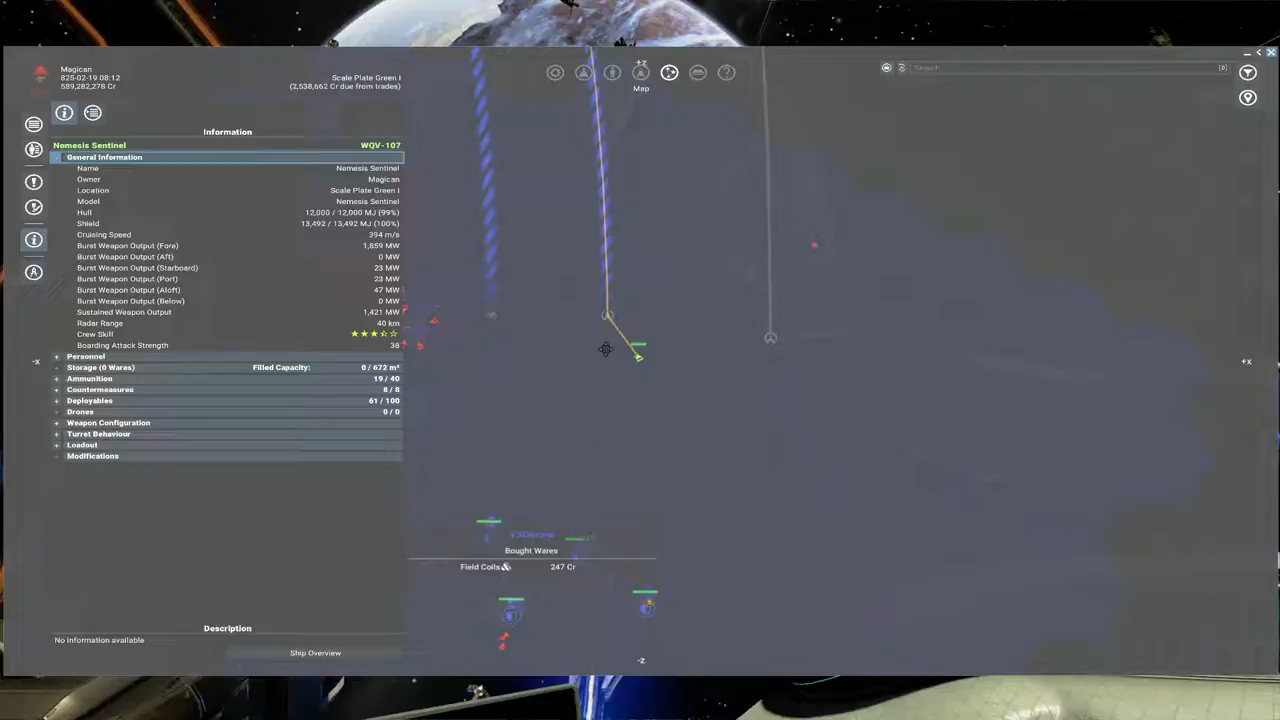 Magican
825-02-19 08:12
589,282,278 Cr
Scale Plate Green I
(2,538,662 Cr due from trades)
Map
Search
[0]
+Z
Information
Nemesis Sentinel WQV-107
- General Information
Name Nemesis Sentinel
Owner Magican
Location Scale Plate Green I
Model Nemesis Sentinel
Hull 12,000 / 12,000 MJ (99%)
Shield 13,492 / 13,492 MJ (100%)
Cruising Speed 394 m/s
Burst Weapon Output (Fore) 1,859 MW
Burst Weapon Output (Aft) 0 MW
Burst Weapon Output (Starboard) 23 MW
Burst Weapon Output (Port) 23 MW
Burst Weapon Output (Aloft) 47 MW
Burst Weapon Output (Below) 0 MW
Sustained Weapon Output 1,421 MW
Radar Range 40 km
Crew Skill
Boarding Attack Strength 38
+ Personnel
Storage (0 Wares) Filled Capacity: 0 / 672 m³
+ Ammunition 19 / 40
+ Countermeasures 8 / 8
+ Deployables 61 / 100
Drones 0 / 0
+ Weapon Configuration
+ Turret Behaviour
+ Loadout
Modifications
-X
+X
Bought Wares
Field Coils 247 Cr
Description
No information available
Ship Overview
-Z